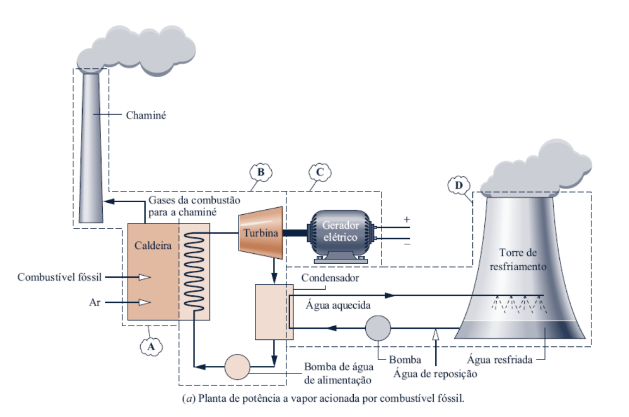 Chaminé
B
C
D
Gases da combustão
para a chaminé
Turbina
Gerador
elétrico
+
–
Caldeira
Torre de
resfriamento
Condensador
Combustível fóssil
Água aquecida
Ar
A
Bomba de água
de alimentação
Bomba
Água resfriada
Água de reposição
(a) Planta de potência a vapor acionada por combustível fóssil.